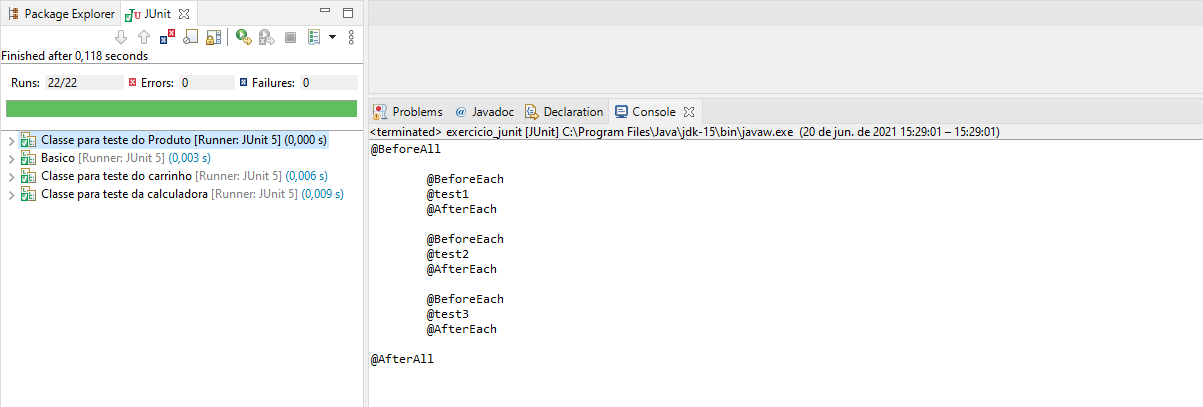 Package Explorer JUnit
Finished after 0,118 seconds
Runs: 22/22 Errors: 0 Failures: 0
Classe para teste do Produto [Runner: JUnit 5] (0,000 s)
Basico [Runner: JUnit 5] (0,003 s)
Classe para teste do carrinho [Runner: JUnit 5] (0,006 s)
Classe para teste da calculadora [Runner: JUnit 5] (0,009 s)
Problems @ Javadoc Declaration Console
<terminated> exercicio_junit [JUnit] C:\Program Files\Java\jdk-15\bin\javaw.exe (20 de jun. de 2021 15:29:01 – 15:29:01)
@BeforeAll
@BeforeEach
@test1
@AfterEach
@BeforeEach
@test2
@AfterEach
@BeforeEach
@test3
@AfterEach
@AfterAll